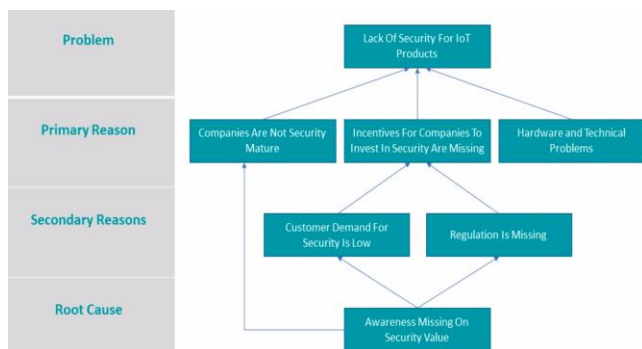 Problem
Lack Of Security For IoT
Products
Primary Reason
Companies Are Not Security
Mature
Incentives For Companies To
Invest In Security Are Missing
Hardware and Technical
Problems
Secondary Reasons
Customer Demand For
Security Is Low
Regulation Is Missing
Root Cause
Awareness Missing On
Security Value